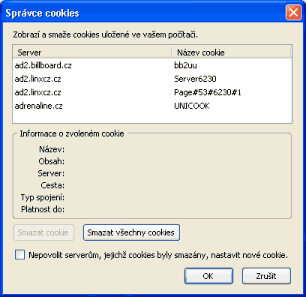 Správce cookies
Zobrazí a smaže cookies uložené ve vašem počítači.
Server Název cookie
ad2.billboard.cz bb2uu
ad2.linxcz.cz Server6230
ad2.linxcz.cz Page#53#6230#1
adrenaline.cz UNICOOK
Informace o zvoleném cookie
Název:
Obsah:
Server:
Cesta:
Typ spojení:
Platnost do:
Smazat cookie Smazat všechny cookies
Nepovolit serverům, jejichž cookies byly smazány, nastavit nové cookie.
OK Zrušit